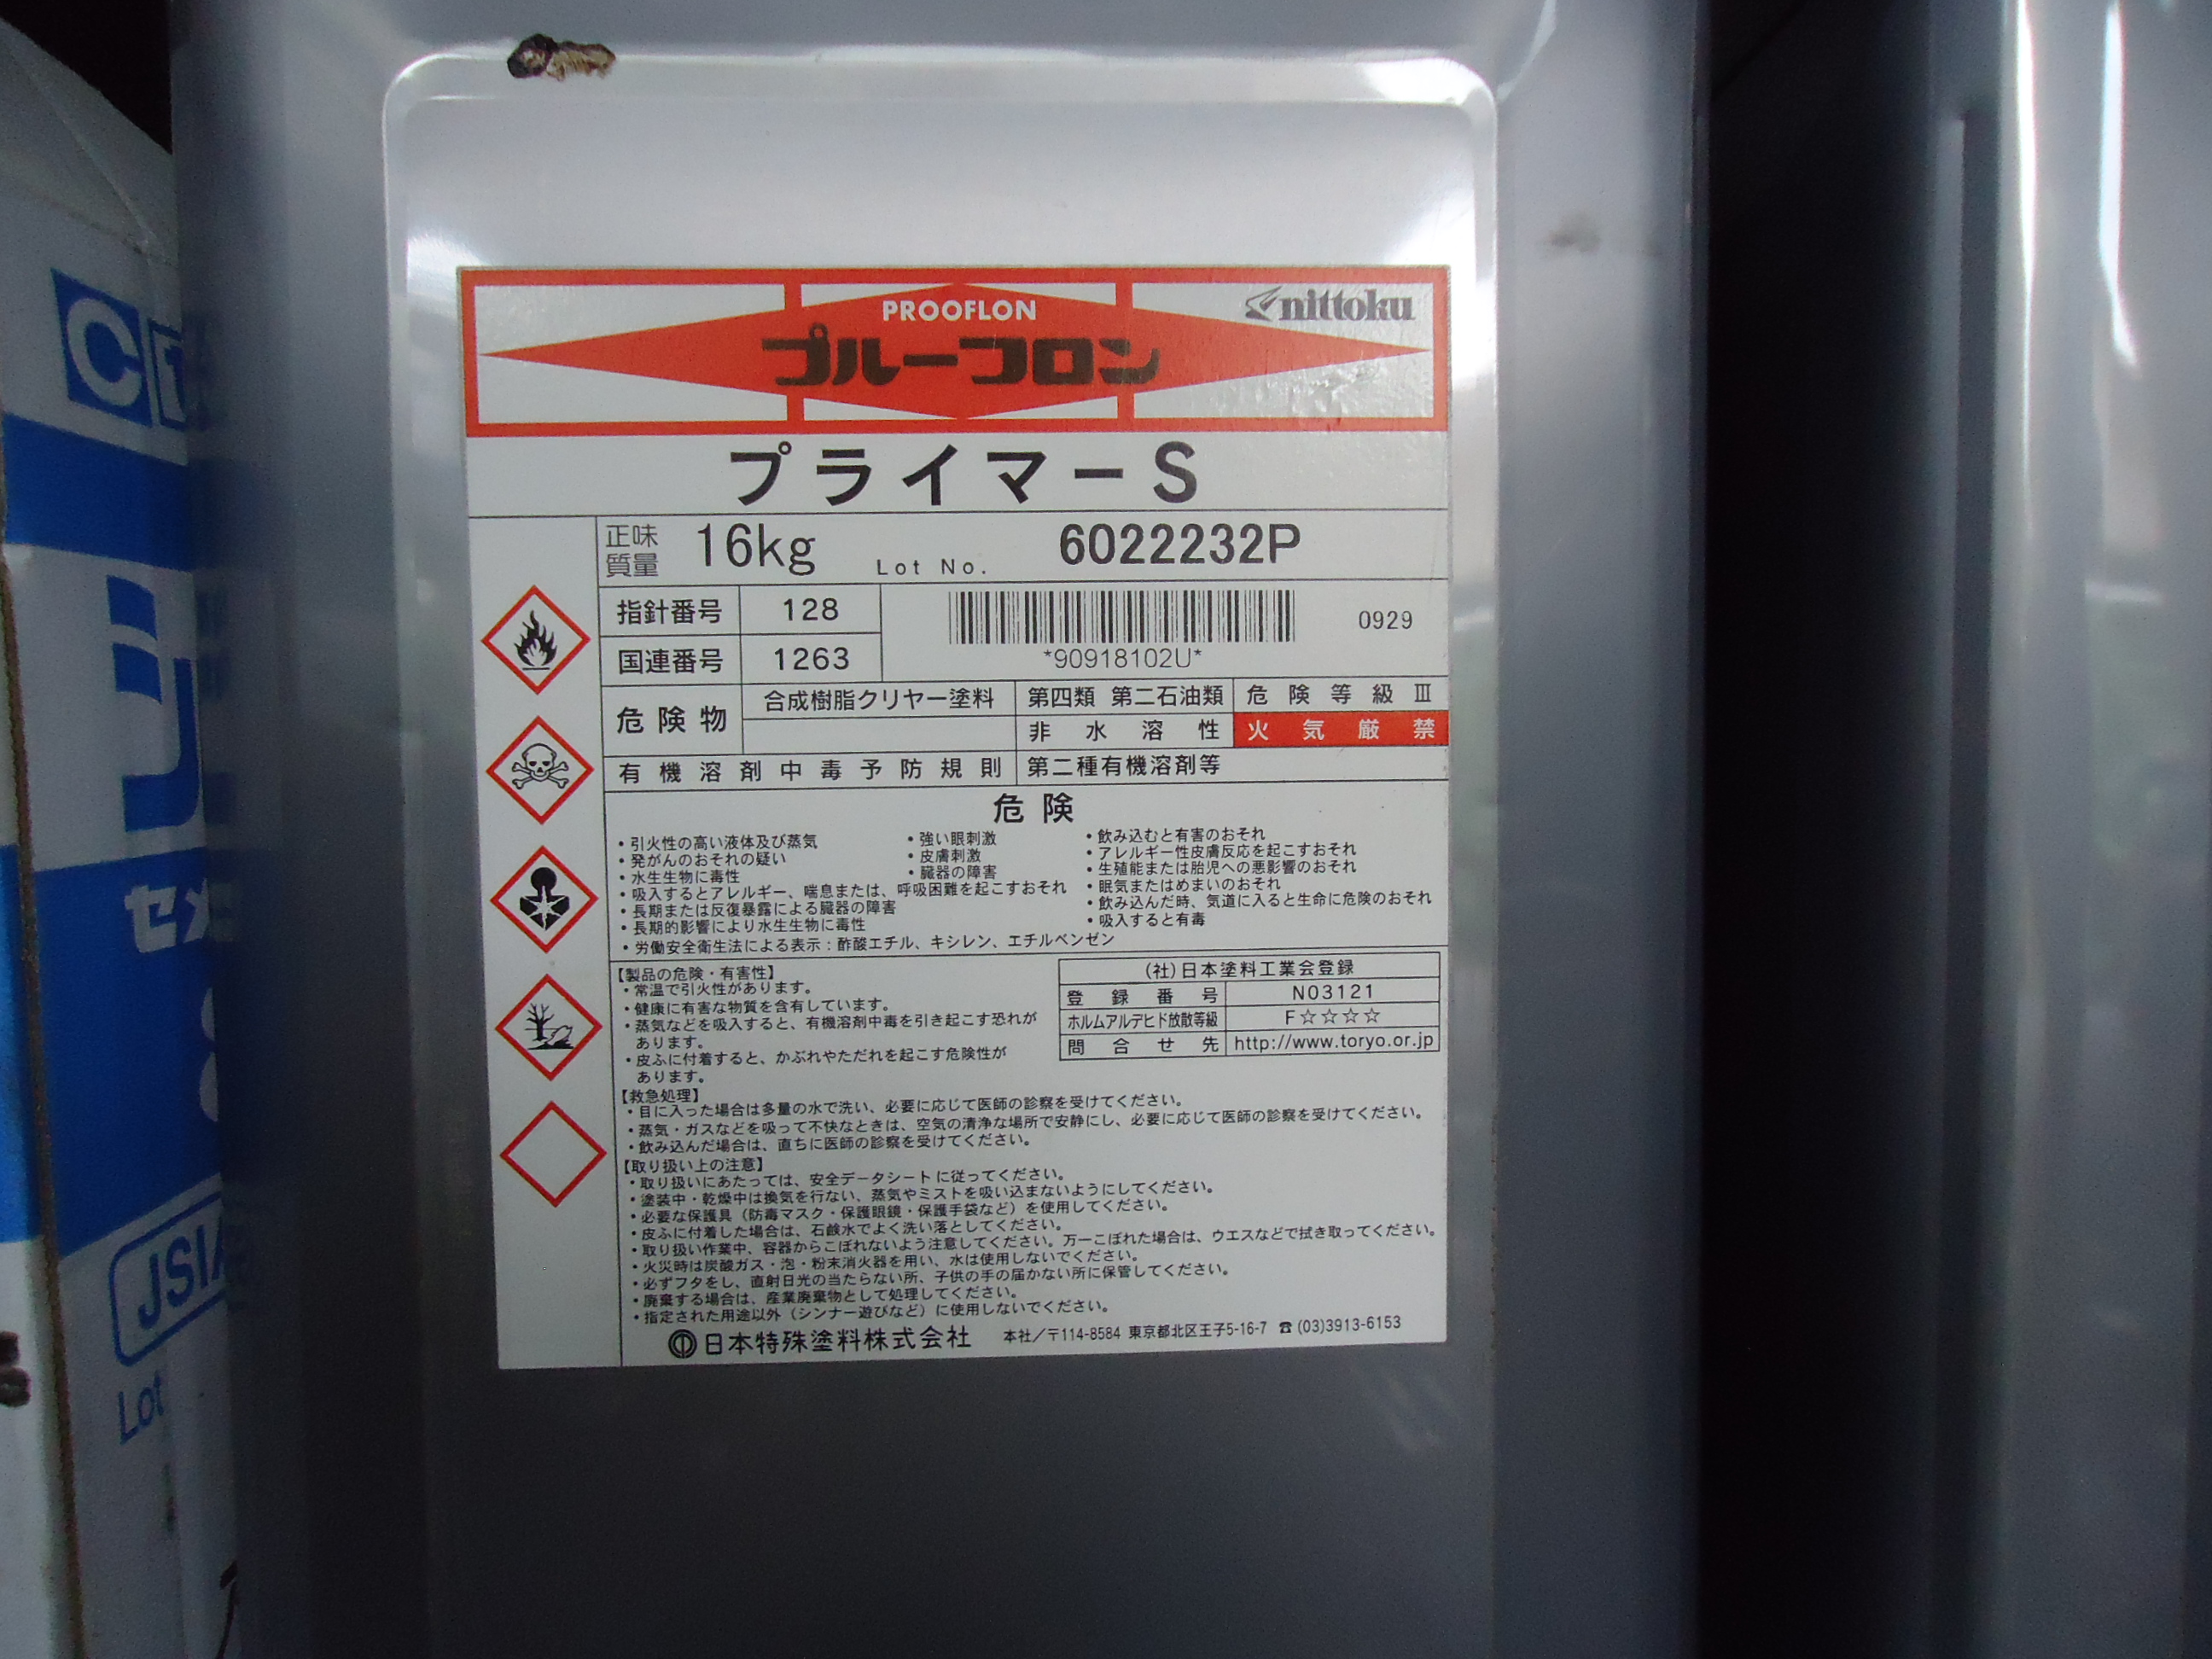 PROOFLON
nittoku
プルーフロン
プライマーS
正味質量 16kg Lot No. 6022232P
指針番号 128
国連番号 1263
*90918102U*
0929
危険物 合成樹脂クリヤー塗料 第四類 第二石油類 危険等級Ⅲ
非水溶性 火気厳禁
有機溶剤中毒予防規則 第二種有機溶剤等
危険
・引火性の高い液体及び蒸気
・発がんのおそれの疑い
・水生生物に毒性
・吸入するとアレルギー、喘息または、呼吸困難を起こすおそれ
・長期または反復暴露による臓器の障害
・長期的影響により水生生物に毒性
・強い眼刺激
・皮膚刺激
・臓器の障害
・飲み込むと有害のおそれ
・アレルギー性皮膚反応を起こすおそれ
・生殖能または胎児への悪影響のおそれ
・眠気またはめまいのおそれ
・飲み込んだ時、気道に入ると生命に危険のおそれ
・吸入すると有毒
・労働安全衛生法による表示：酢酸エチル、キシレン、エチルベンゼン
【製品の危険・有害性】
・常温で引火性があります。
・健康に有害な物質を含有しています。
・蒸気などを吸入すると、有機溶剤中毒を引き起こす恐れが
あります。
・皮ふに付着すると、かぶれやただれを起こす危険性が
あります。
(社)日本塗料工業会登録
登録番号 N03121
ホルムアルデヒド放散等級 F☆☆☆☆
問合せ先 http://www.toryo.or.jp
【救急処理】
・目に入った場合は多量の水で洗い、必要に応じて医師の診察を受けてください。
・蒸気・ガスなどを吸って不快なときは、空気の清浄な場所で安静にし、必要に応じて医師の診察を受けてください。
・飲み込んだ場合は、直ちに医師の診察を受けてください。
【取り扱い上の注意】
・取り扱いにあたっては、安全データシートに従ってください。
・塗装中・乾燥中は換気を行ない、蒸気やミストを吸い込まないようにしてください。
・必要な保護具（防毒マスク・保護眼鏡・保護手袋など）を使用してください。
・皮ふに付着した場合は、石鹸水でよく洗い落としてください。
・取り扱い作業中、容器からこぼれないよう注意してください。万一こぼれた場合は、ウエスなどで拭き取ってください。
・火災時は炭酸ガス・泡・粉末消火器を用い、水は使用しないでください。
・必ずフタをし、直射日光の当たらない所、子供の手の届かない所に保管してください。
・廃棄する場合は、産業廃棄物として処理してください。
・指定された用途以外（シンナー遊びなど）に使用しないでください。
日本特殊塗料株式会社 本社／〒114-8584 東京都北区王子5-16-7 ☎(03)3913-6153
セメ
JSIA
Lot